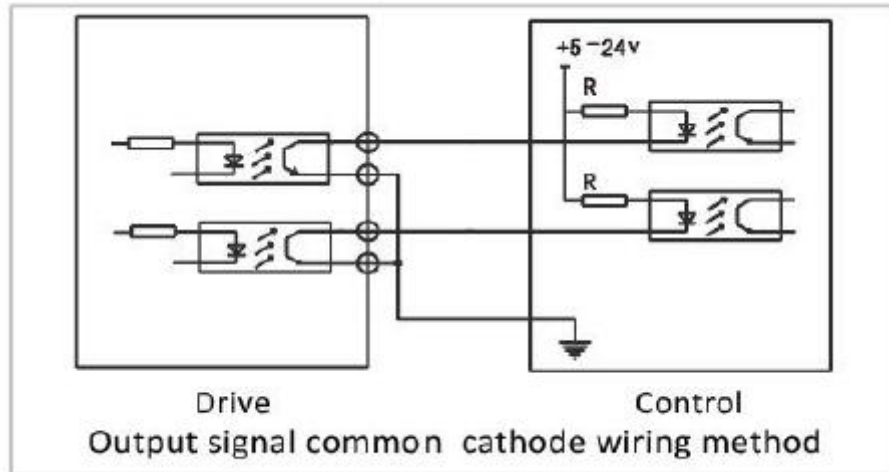 +5-24v
R
R
Drive
Control
Output signal common cathode wiring method